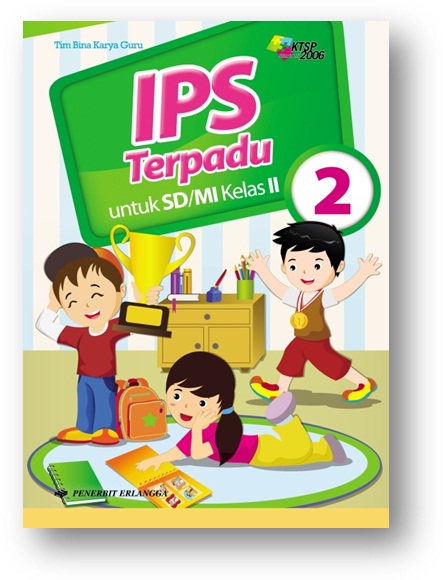 Tim Bina Karya Guru
KTSP
2006
IPS
Terpadu
untuk SD/MI Kelas II
2
PENERBIT ERLANGGA